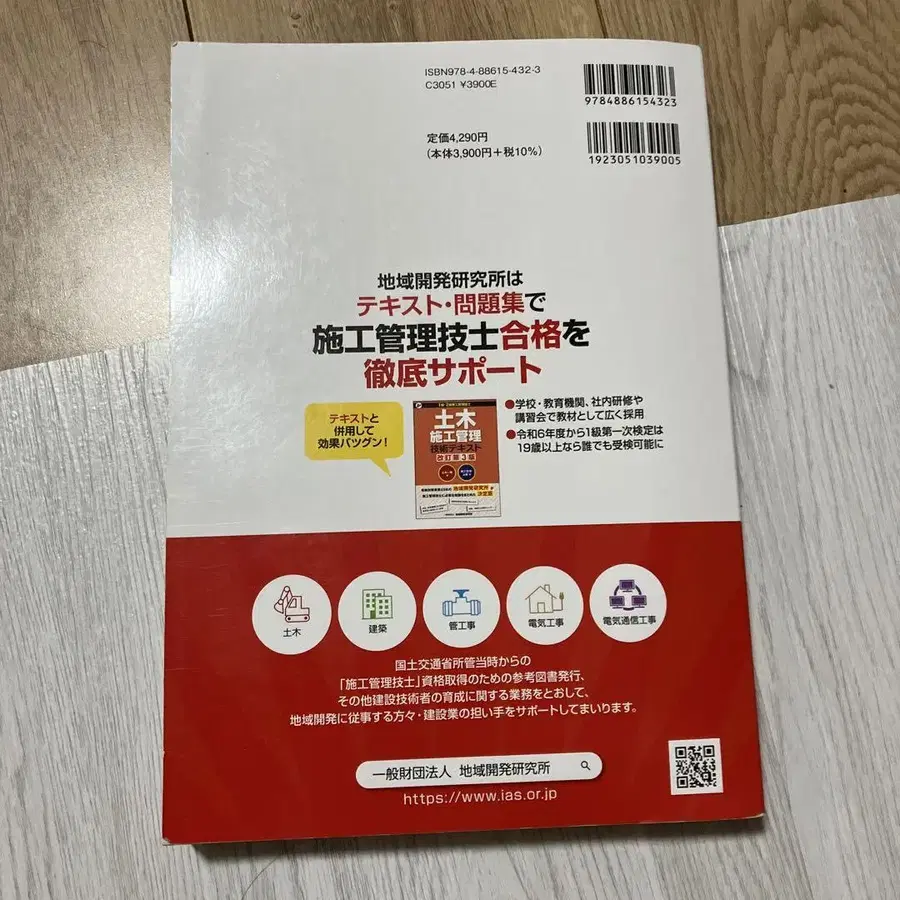 ISBN978-4-88615-432-3
C3051 ¥3900E
9784886154323
定価4,290円
(本体3,900円+税10%)
1923051039005
地域開発研究所は
テキスト・問題集で
施工管理技士合格を
徹底サポート
テキストと
併用して
効果バツグン!
土木
施工管理
技術テキスト
改訂第3版
地域開発研究所
決定版
●学校・教育機関、社内研修や
講習会で教材として広く採用
●令和6年度から1級第一次検定は
19歳以上なら誰でも受検可能に
土木
建築
管工事
電気工事
電気通信工事
国土交通省所管当時からの
「施工管理技士」資格取得のための参考図書発行、
その他建設技術者の育成に関する業務をとおして、
地域開発に従事する方々・建設業の担い手をサポートしてまいります。
一般財団法人 地域開発研究所
https://www.ias.or.jp